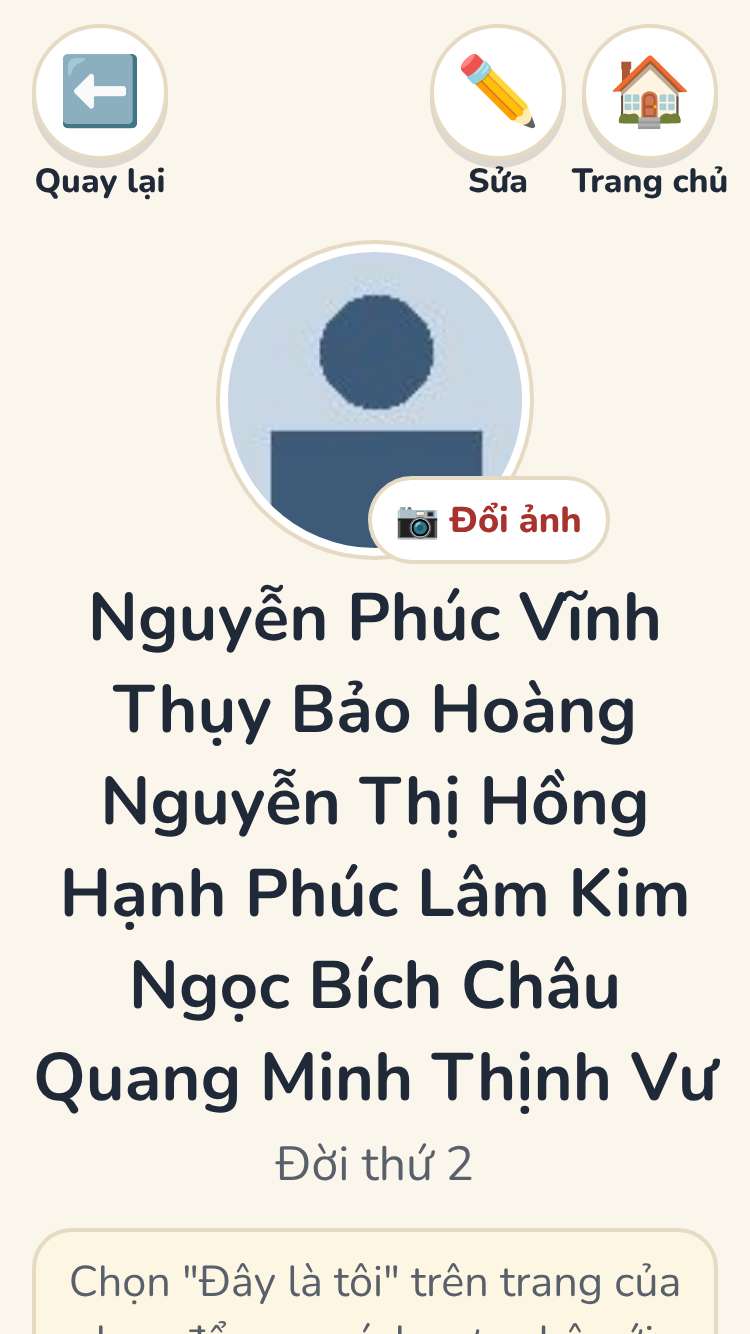 Quay lại
Sửa
Trang chủ
Đổi ảnh
Nguyễn Phúc Vĩnh
Thụy Bảo Hoàng
Nguyễn Thị Hồng
Hạnh Phúc Lâm Kim
Ngọc Bích Châu
Quang Minh Thịnh Vư
Đời thứ 2
Chọn "Đây là tôi" trên trang của